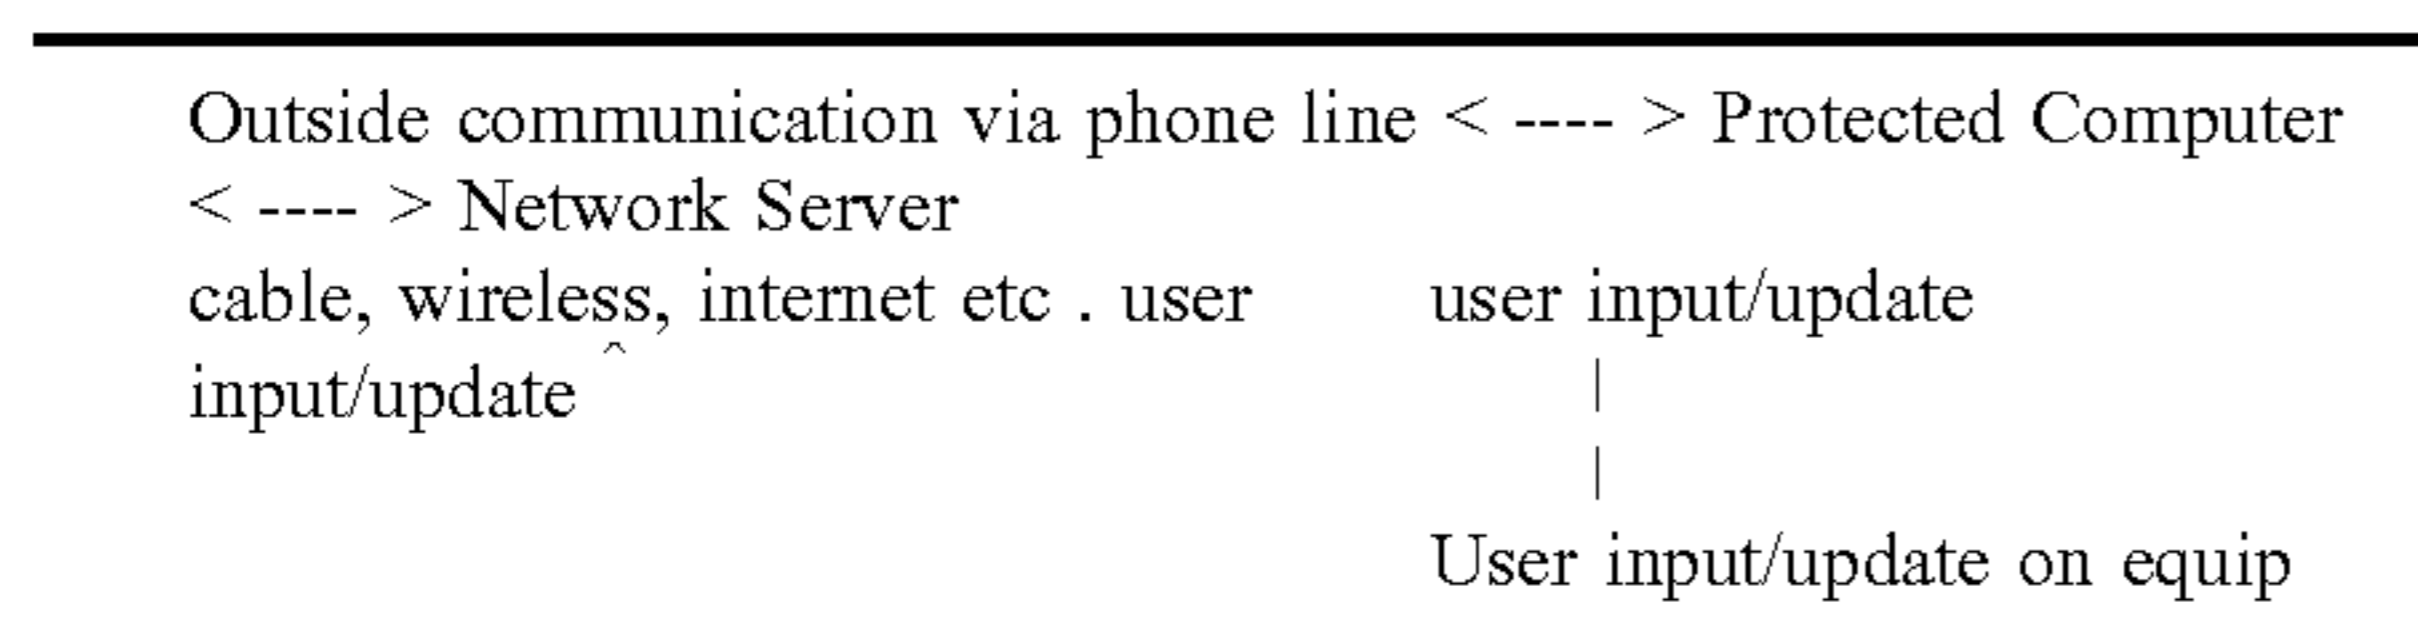 Outside communication via phone line < ---- > Protected Computer
< ---- > Network Server
cable, wireless, internet etc . user user input/update
^
input/update |
|
User input/update on equip